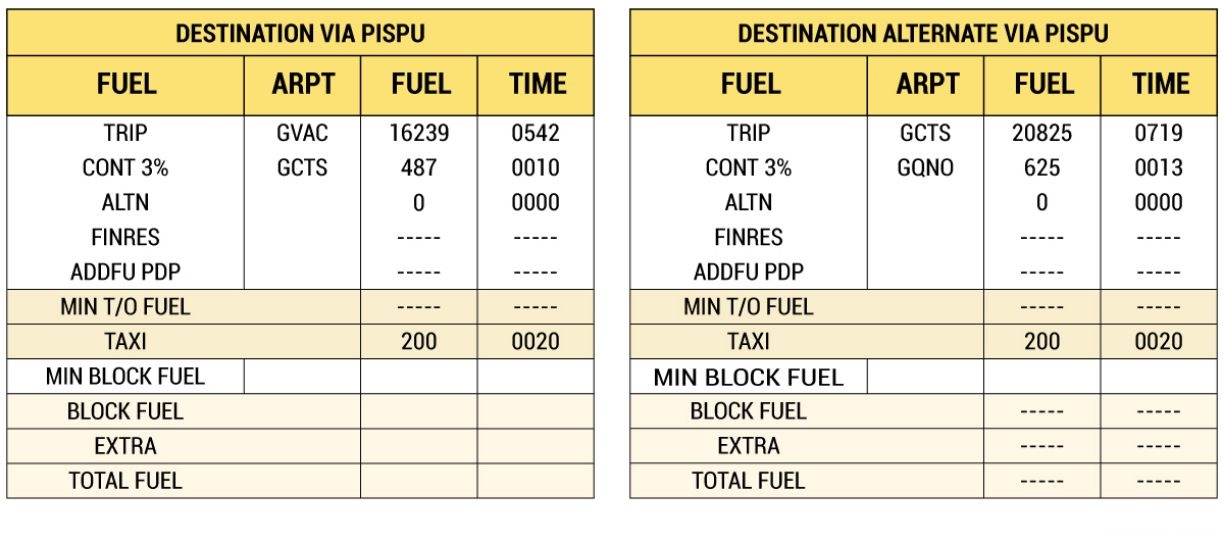 DESTINATION VIA PISPU
FUEL ARPT FUEL TIME
TRIP GVAC 16239 0542
CONT 3% GCTS 487 0010
ALTN 0 0000
FINRES ----- -----
ADDFU PDP ----- -----
MIN T/O FUEL ----- -----
TAXI 200 0020
MIN BLOCK FUEL
BLOCK FUEL
EXTRA
TOTAL FUEL
DESTINATION ALTERNATE VIA PISPU
FUEL ARPT FUEL TIME
TRIP GCTS 20825 0719
CONT 3% GQNO 625 0013
ALTN 0 0000
FINRES ----- -----
ADDFU PDP ----- -----
MIN T/O FUEL ----- -----
TAXI 200 0020
MIN BLOCK FUEL
BLOCK FUEL ----- -----
EXTRA ----- -----
TOTAL FUEL ----- -----